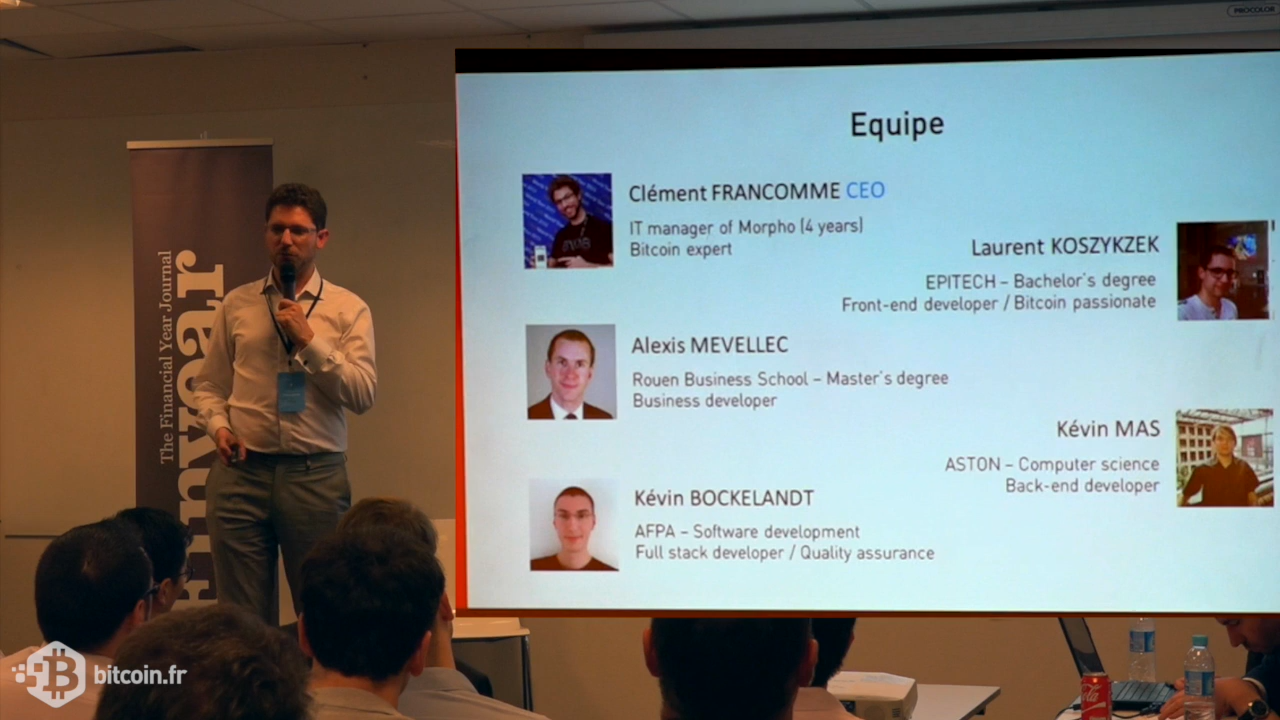 PROCOLOR
Equipe
Clément FRANCOMME CEO
IT manager of Morpho (4 years)
Bitcoin expert
Laurent KOSZYKZEK
EPITECH – Bachelor's degree
Front-end developer / Bitcoin passionate
Alexis MEVELLEC
Rouen Business School – Master's degree
Business developer
Kévin MAS
ASTON – Computer science
Back-end developer
Kévin BOCKELANDT
AFPA – Software development
Full stack developer / Quality assurance
The Financial Year Journal
Finyear
bitcoin.fr